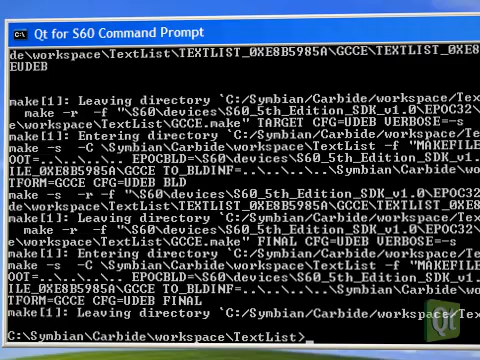 Qt for S60 Command Prompt
de\workspace\TextList\TEXTLIST_0XE8B5985A\GCCE\TEXTLIST_0XE8
EUDEB
make[1]: Leaving directory `C:/Symbian/Carbide/workspace/Tex
make -r -f "\S60\devices\S60_5th_Edition_SDK_v1.0\EPOC32
e\workspace\TextList\GCCE.make" TARGET CFG=UDEB VERBOSE=-s
make[1]: Entering directory `C:/Symbian/Carbide/workspace/Te
make -s -C \Symbian\Carbide\workspace\TextList -f "MAKEFILE
OOT=..\..\..\.. EPOCBLD=\S60\devices\S60_5th_Edition_SDK_v1.
ILE_0XE8B5985A\GCCE TO_BLDINF=..\..\..\..\Symbian\Carbide\wo
TFORM=GCCE CFG=UDEB BLD
make -s -r -f "\S60\devices\S60_5th_Edition_SDK_v1.0\EPOC32
de\workspace\TextList\TEXTLIST_0XE8B5985A\GCCE\TEXTLIST_0XE8
make[1]: Leaving directory `C:/Symbian/Carbide/workspace/Tex
make -r -f "\S60\devices\S60_5th_Edition_SDK_v1.0\EPOC32
e\workspace\TextList\GCCE.make" FINAL CFG=UDEB VERBOSE=-s
make[1]: Entering directory `C:/Symbian/Carbide/workspace/Te
make -s -C \Symbian\Carbide\workspace\TextList -f "MAKEFILE
OOT=..\..\..\.. EPOCBLD=\S60\devices\S60_5th_Edition_SDK_v1.
ILE_0XE8B5985A\GCCE TO_BLDINF=..\..\..\..\Symbian\Carbide\wo
TFORM=GCCE CFG=UDEB FINAL
make[1]: Leaving directory `C:/Symbian/Carbide/workspace/Tex
C:\Symbian\Carbide\workspace\TextList>_
Qt